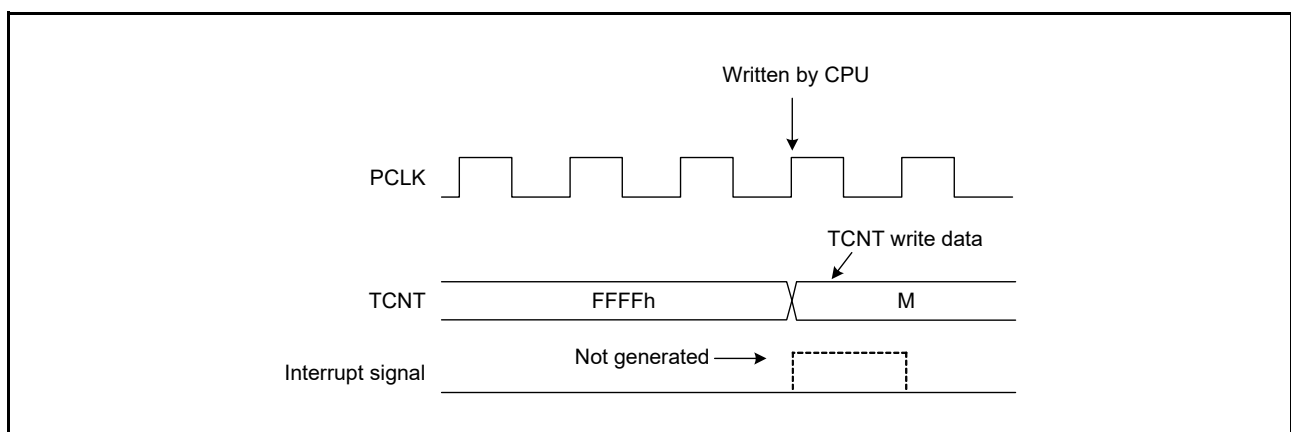 Written by CPU
PCLK
TCNT write data
TCNT
FFFFh
M
Not generated
Interrupt signal